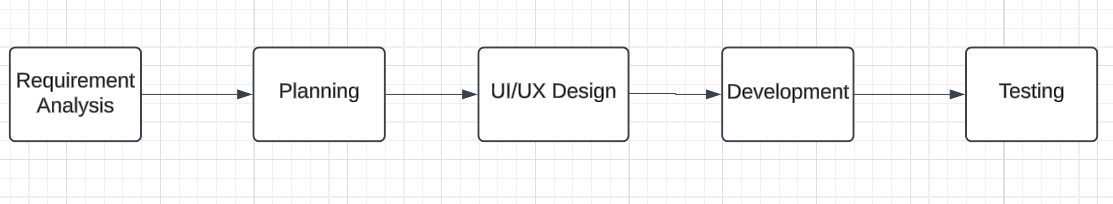 Requirement
Analysis
Planning
UI/UX Design
Development
Testing